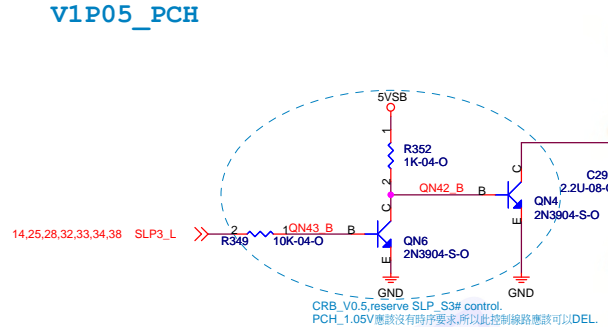 V1P05_PCH
5VSB
1
R352
1K-04-O
2
C
QN42_B
B
C
QN4
2N3904-S-O
E
C29
2.2U-08-
14,25,28,32,33,34,38 SLP3_L
2
R349
1
QN43_B
10K-04-O
B
C
QN6
2N3904-S-O
E
GND
GND
CRB_V0.5,reserve SLP_S3# control.
PCH_1.05V應該沒有時序要求,所以此控制線路應該可以DEL.